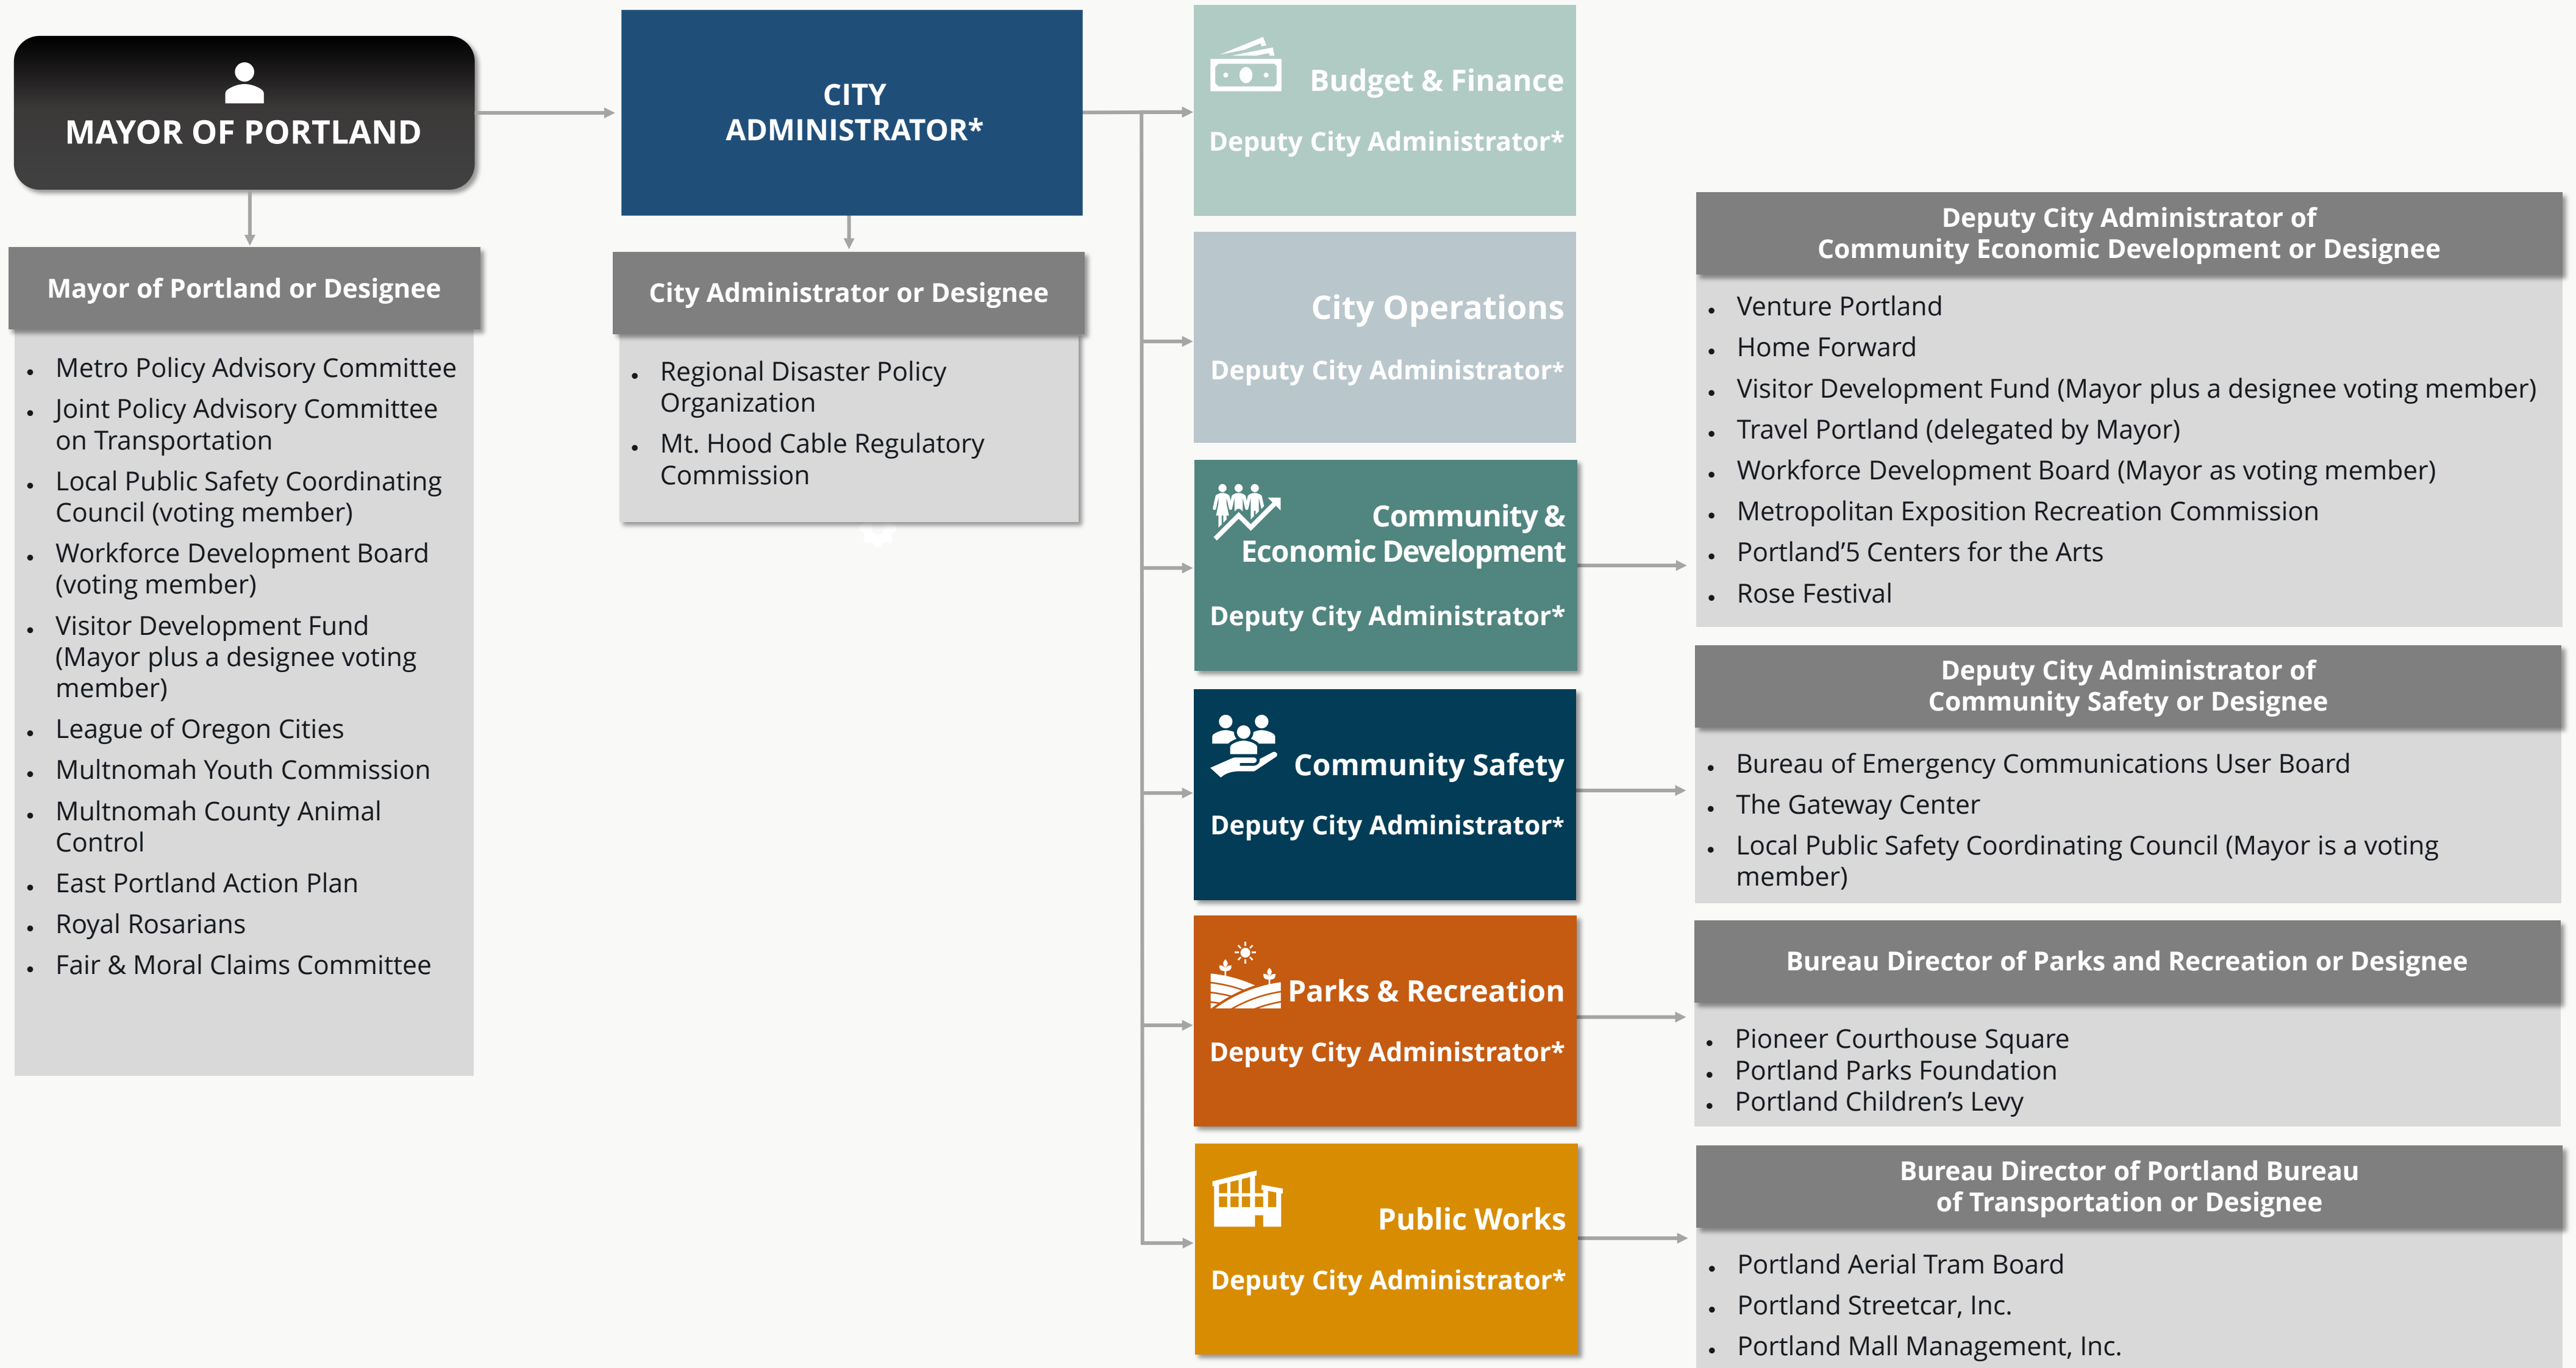 MAYOR OF PORTLAND
Mayor of Portland or Designee
• Metro Policy Advisory Committee
• Joint Policy Advisory Committee
on Transportation
• Local Public Safety Coordinating
Council (voting member)
• Workforce Development Board
(voting member)
• Visitor Development Fund
(Mayor plus a designee voting
member)
• League of Oregon Cities
• Multnomah Youth Commission
• Multnomah County Animal
Control
• East Portland Action Plan
• Royal Rosarians
• Fair & Moral Claims Committee
CITY
ADMINISTRATOR*
City Administrator or Designee
• Regional Disaster Policy
Organization
• Mt. Hood Cable Regulatory
Commission
Budget & Finance
Deputy City Administrator*
City Operations
Deputy City Administrator*
Community &
Economic Development
Deputy City Administrator*
Community Safety
Deputy City Administrator*
Parks & Recreation
Deputy City Administrator*
Public Works
Deputy City Administrator*
Deputy City Administrator of
Community Economic Development or Designee
• Venture Portland
• Home Forward
• Visitor Development Fund (Mayor plus a designee voting member)
• Travel Portland (delegated by Mayor)
• Workforce Development Board (Mayor as voting member)
• Metropolitan Exposition Recreation Commission
• Portland’5 Centers for the Arts
• Rose Festival
Deputy City Administrator of
Community Safety or Designee
• Bureau of Emergency Communications User Board
• The Gateway Center
• Local Public Safety Coordinating Council (Mayor is a voting
member)
Bureau Director of Parks and Recreation or Designee
• Pioneer Courthouse Square
• Portland Parks Foundation
• Portland Children’s Levy
Bureau Director of Portland Bureau
of Transportation or Designee
• Portland Aerial Tram Board
• Portland Streetcar, Inc.
• Portland Mall Management, Inc.